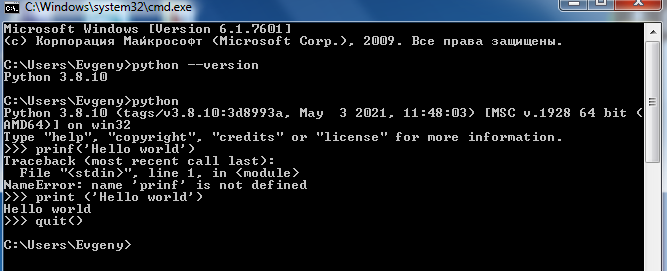 C:\Windows\system32\cmd.exe
Microsoft Windows [Version 6.1.7601]
(c) Корпорация Майкрософт (Microsoft Corp.), 2009. Все права защищены.
C:\Users\Evgeny>python --version
Python 3.8.10
C:\Users\Evgeny>python
Python 3.8.10 (tags/v3.8.10:3d8993a, May  3 2021, 11:48:03) [MSC v.1928 64 bit (
AMD64)] on win32
Type "help", "copyright", "credits" or "license" for more information.
>>> prinf('Hello world')
Traceback (most recent call last):
  File "<stdin>", line 1, in <module>
NameError: name 'prinf' is not defined
>>> print ('Hello world')
Hello world
>>> quit()
C:\Users\Evgeny>